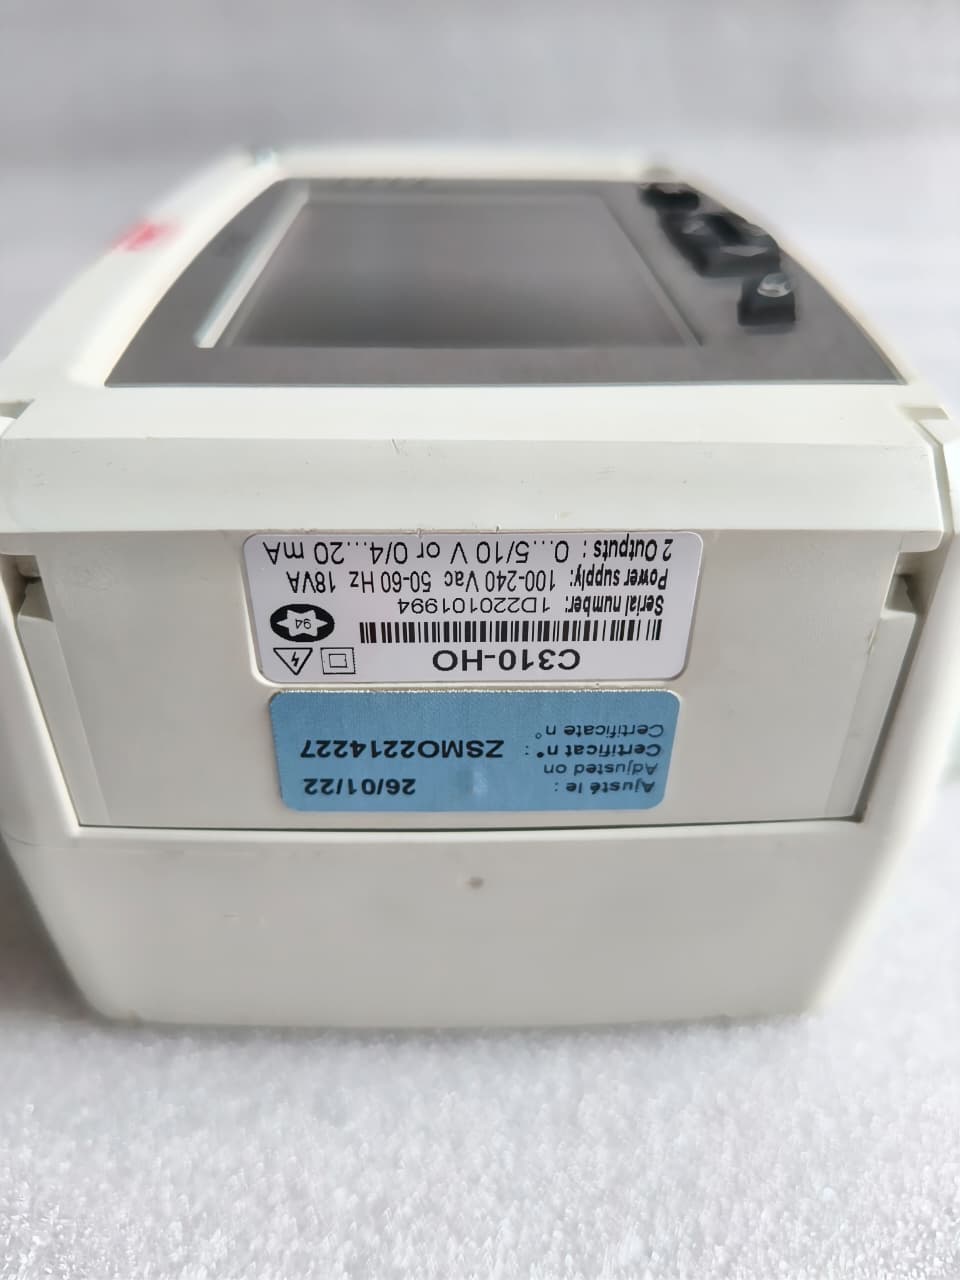 Ajusté le : 26/01/22
Adjusted on
Certificat n° : ZSMO2214227
Certificate n°
C310-HO
94
Serial number: 1D220101994
Power supply: 100-240 Vac 50-60 Hz 18VA
2 Outputs : 0...5/10 V or 0/4...20 mA